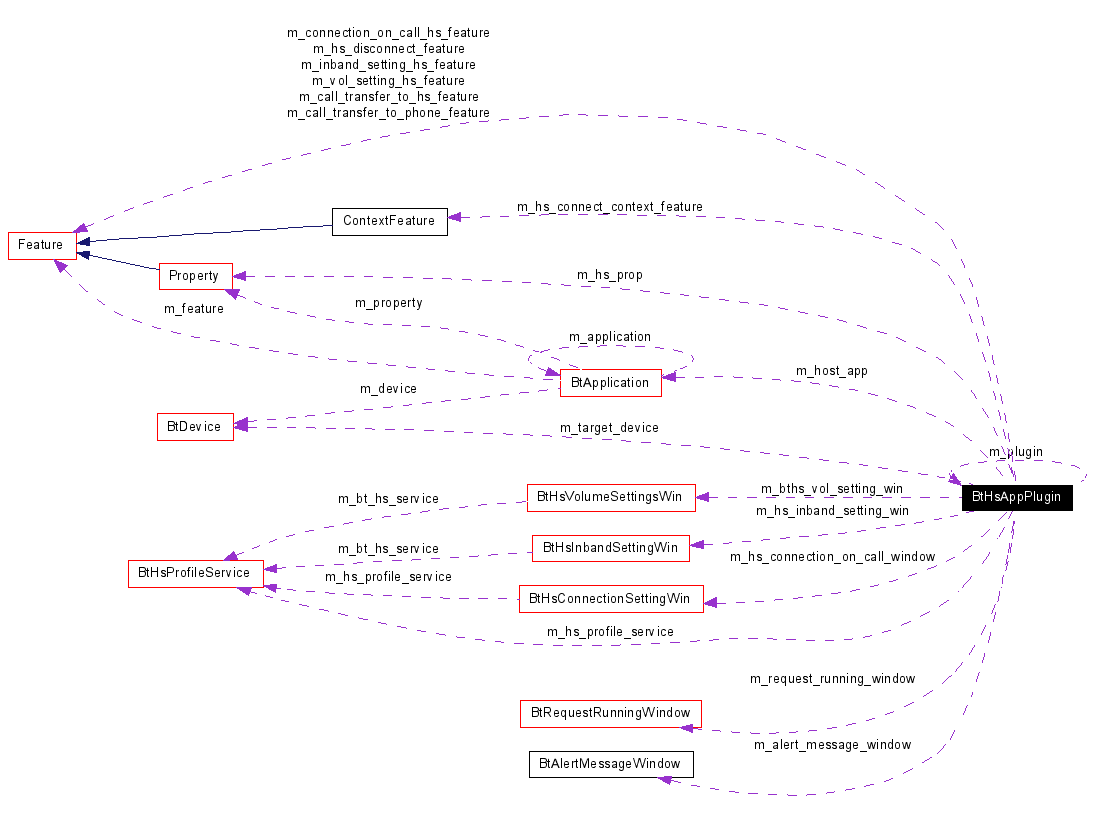 m_connection_on_call_hs_feature
m_hs_disconnect_feature
m_inband_setting_hs_feature
m_vol_setting_hs_feature
m_call_transfer_to_hs_feature
m_call_transfer_to_phone_feature
m_hs_connect_context_feature
ContextFeature
Feature
Property
m_hs_prop
m_property
m_feature
m_application
m_host_app
BtApplication
m_device
BtDevice
m_target_device
m_plugin
BtHsAppPlugin
m_bt_hs_service
BtHsVolumeSettingsWin
m_bths_vol_setting_win
m_hs_inband_setting_win
m_bt_hs_service
BtHsInbandSettingWin
m_hs_connection_on_call_window
BtHsProfileService
m_hs_profile_service
BtHsConnectionSettingWin
m_hs_profile_service
m_request_running_window
BtRequestRunningWindow
m_alert_message_window
BtAlertMessageWindow